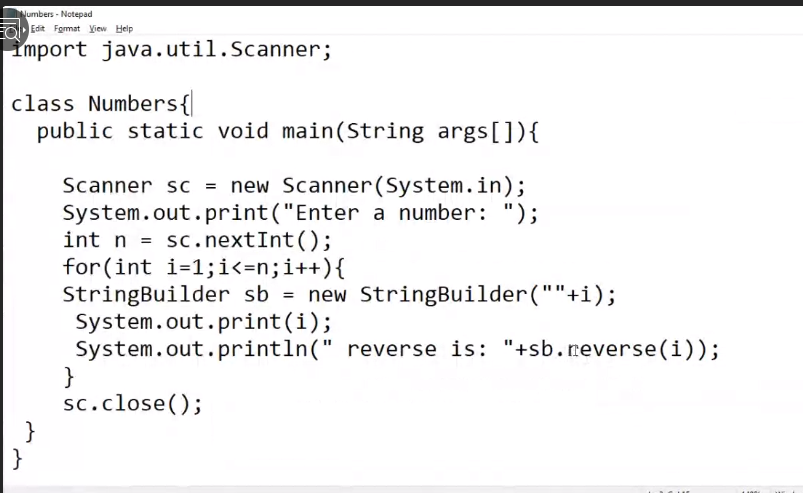 Numbers - Notepad
Edit Format View Help
import java.util.Scanner;
class Numbers{
public static void main(String args[]){
Scanner sc = new Scanner(System.in);
System.out.print("Enter a number: ");
int n = sc.nextInt();
for(int i=1;i<=n;i++){
StringBuilder sb = new StringBuilder(""+i);
System.out.print(i);
System.out.println(" reverse is: "+sb.reverse(i));
}
sc.close();
}
}